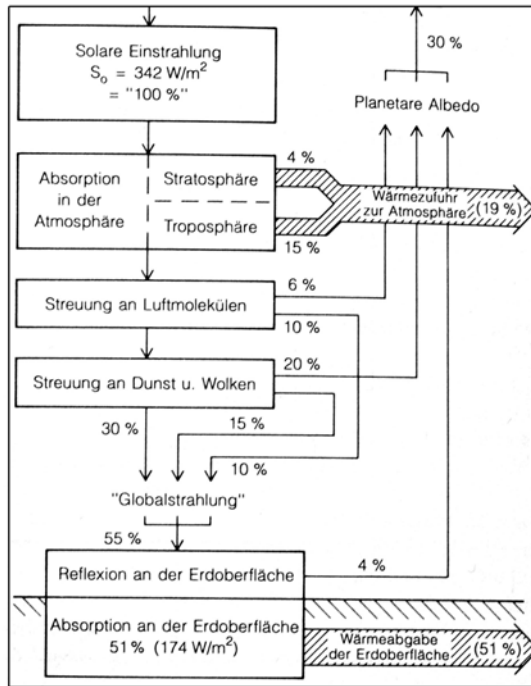 Solare Einstrahlung
S₀ = 342 W/m²
= "100 %"
30 %
Planetare Albedo
Absorption
in der
Atmosphäre
Stratosphäre
Troposphäre
4 %
15 %
Wärmezufuhr
zur Atmosphäre
(19 %)
Streuung an Luftmolekülen
6 %
10 %
Streuung an Dunst u. Wolken
20 %
30 %
15 %
10 %
"Globalstrahlung"
55 %
Reflexion an der Erdoberfläche
4 %
Absorption an der Erdoberfläche
51 % (174 W/m²)
Wärmeabgabe
der Erdoberfläche
(51 %)